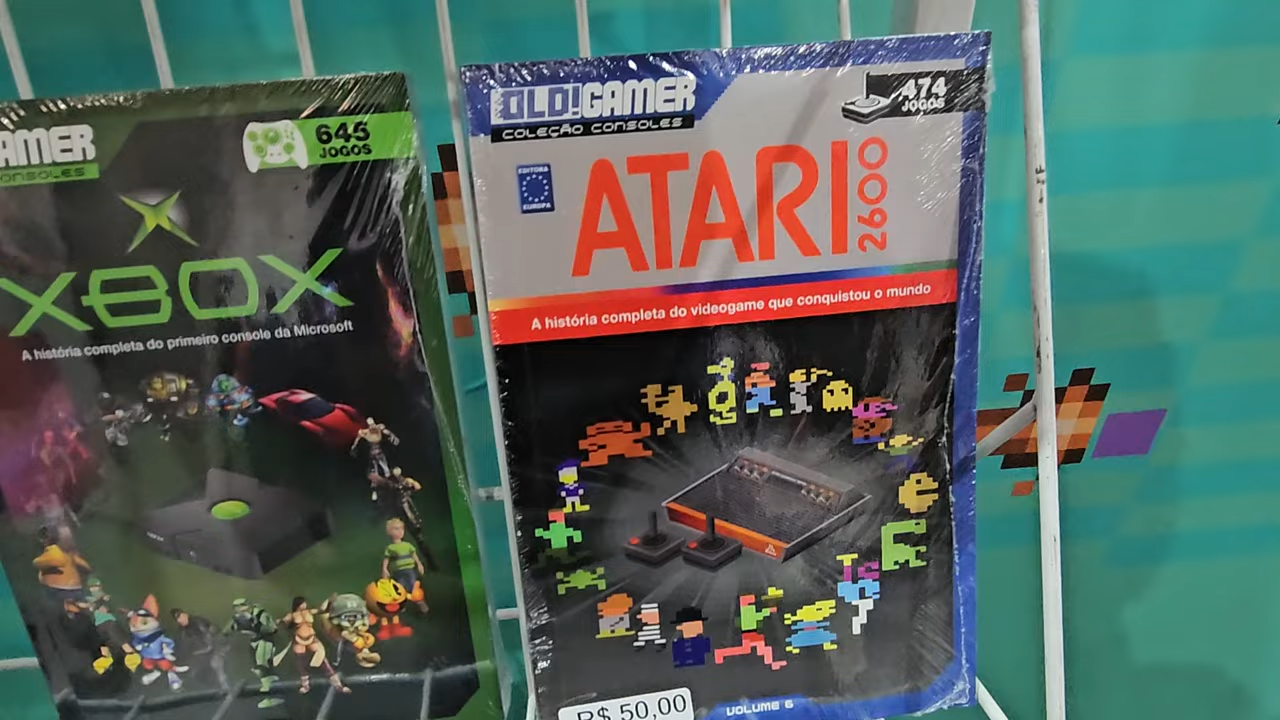 AMER
CONSOLES
645
JOGOS
XBOX
A história completa do primeiro console da Microsoft
OLD!GAMER
COLEÇÃO CONSOLES
474
JOGOS
EDITORA
EUROPA
ATARI 2600
A história completa do videogame que conquistou o mundo
R$ 50,00
VOLUME 6